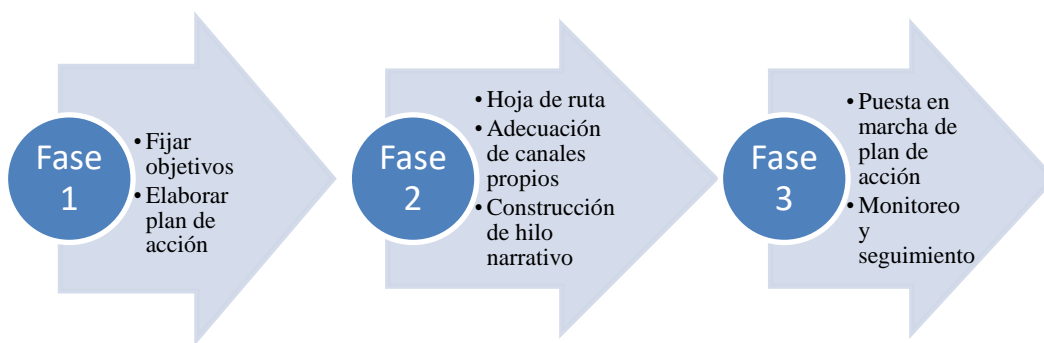 Fase
1
• Fijar
objetivos
• Elaborar
plan de
acción
Fase
2
• Hoja de ruta
• Adecuación
de canales
propios
• Construcción
de hilo
narrativo
Fase
3
• Puesta en
marcha de
plan de
acción
• Monitoreo
y
seguimiento